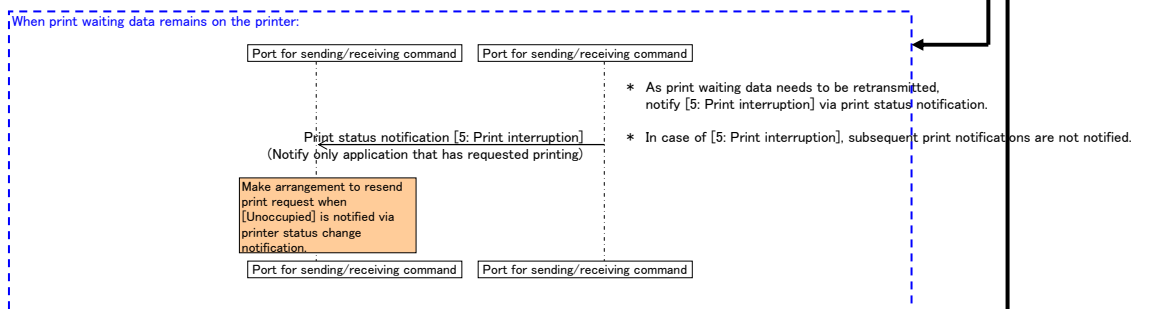 When print waiting data remains on the printer:
Port for sending/receiving command
Port for sending/receiving command
* As print waiting data needs to be retransmitted,
notify [5: Print interruption] via print status notification.
Print status notification [5: Print interruption]
* In case of [5: Print interruption], subsequent print notifications are not notified.
(Notify only application that has requested printing)
Make arrangement to resend
print request when
[Unoccupied] is notified via
printer status change
notification.
Port for sending/receiving command
Port for sending/receiving command